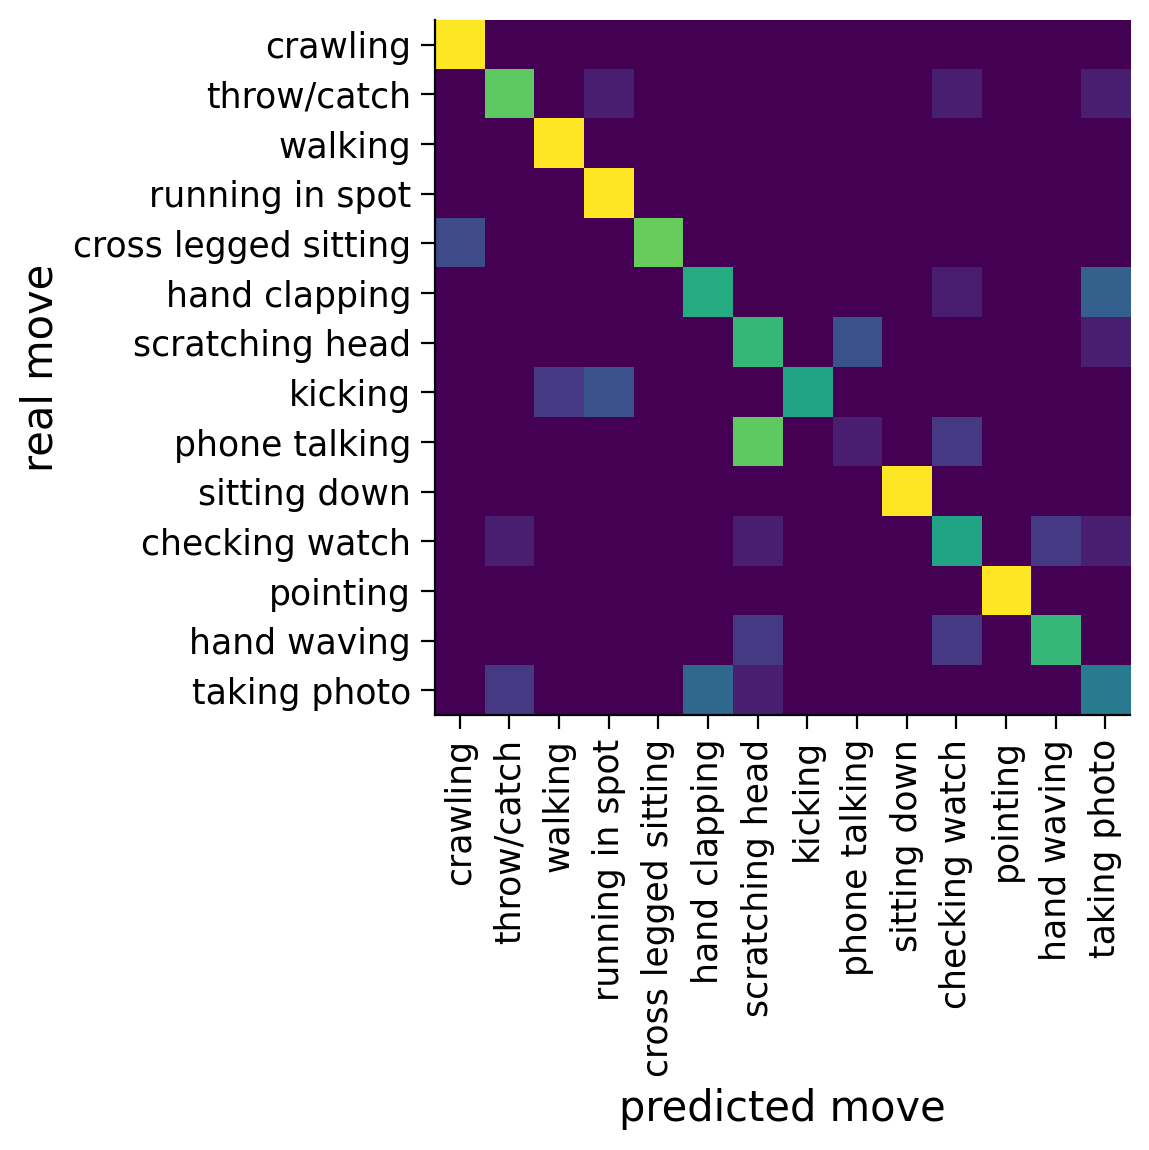 real move
crawling
throw/catch
walking
running in spot
cross legged sitting
hand clapping
scratching head
kicking
phone talking
sitting down
checking watch
pointing
hand waving
taking photo
crawling
throw/catch
walking
running in spot
cross legged sitting
hand clapping
scratching head
kicking
phone talking
sitting down
checking watch
pointing
hand waving
taking photo
predicted move